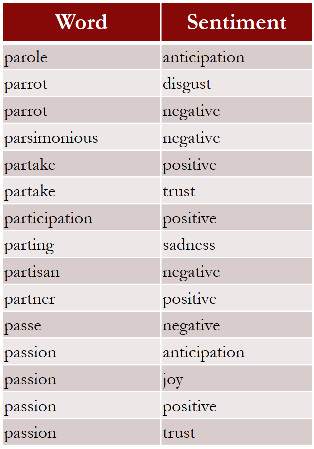 Word Sentiment
parole anticipation
parrot disgust
parrot negative
parsimonious negative
partake positive
partake trust
participation positive
parting sadness
partisan negative
partner positive
passe negative
passion anticipation
passion joy
passion positive
passion trust